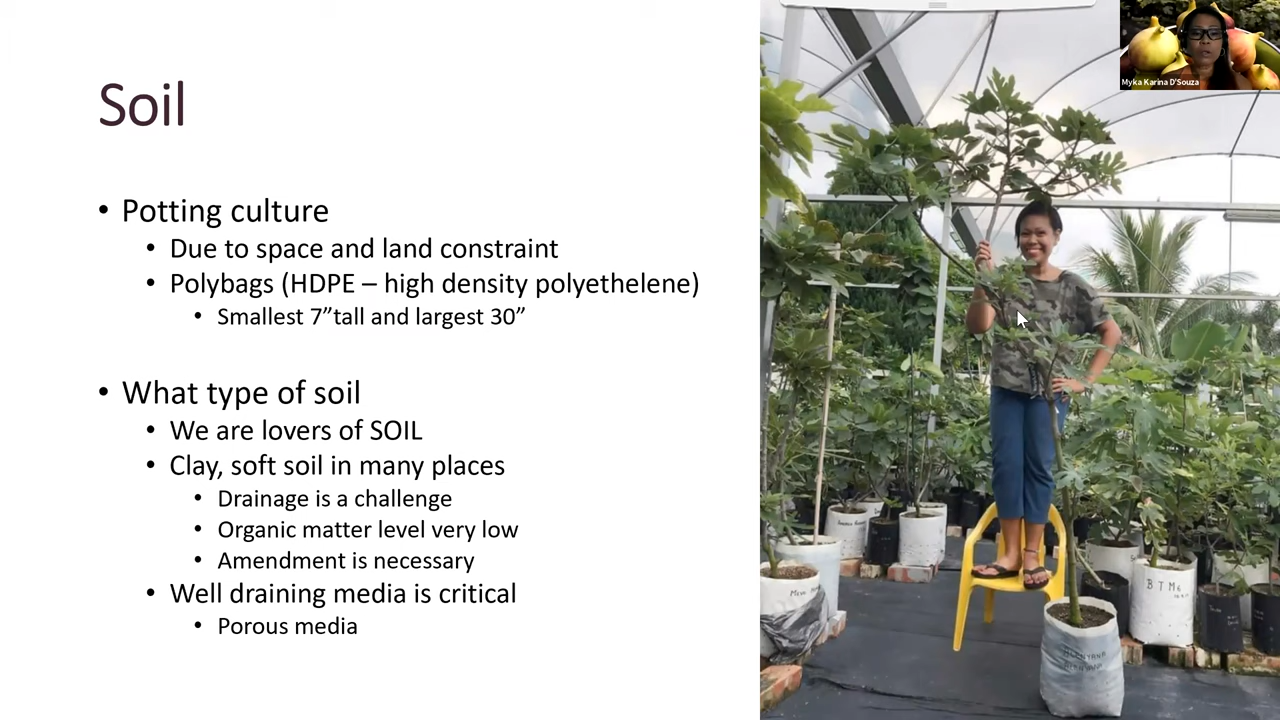 Soil
• Potting culture
• Due to space and land constraint
• Polybags (HDPE – high density polyethelene)
• Smallest 7”tall and largest 30”
• What type of soil
• We are lovers of SOIL
• Clay, soft soil in many places
• Drainage is a challenge
• Organic matter level very low
• Amendment is necessary
• Well draining media is critical
• Porous media
Myka Karina D'Souza
BTM6